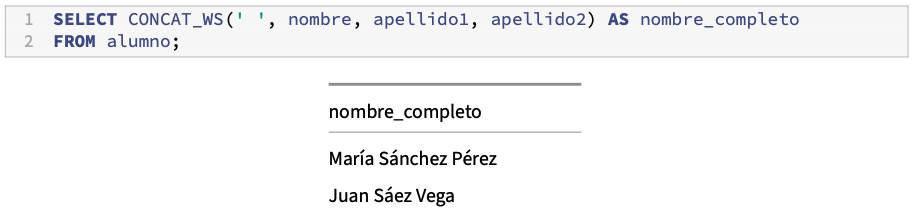 1 SELECT CONCAT_WS(' ', nombre, apellido1, apellido2) AS nombre_completo
2 FROM alumno;
nombre_completo
María Sánchez Pérez
Juan Sáez Vega